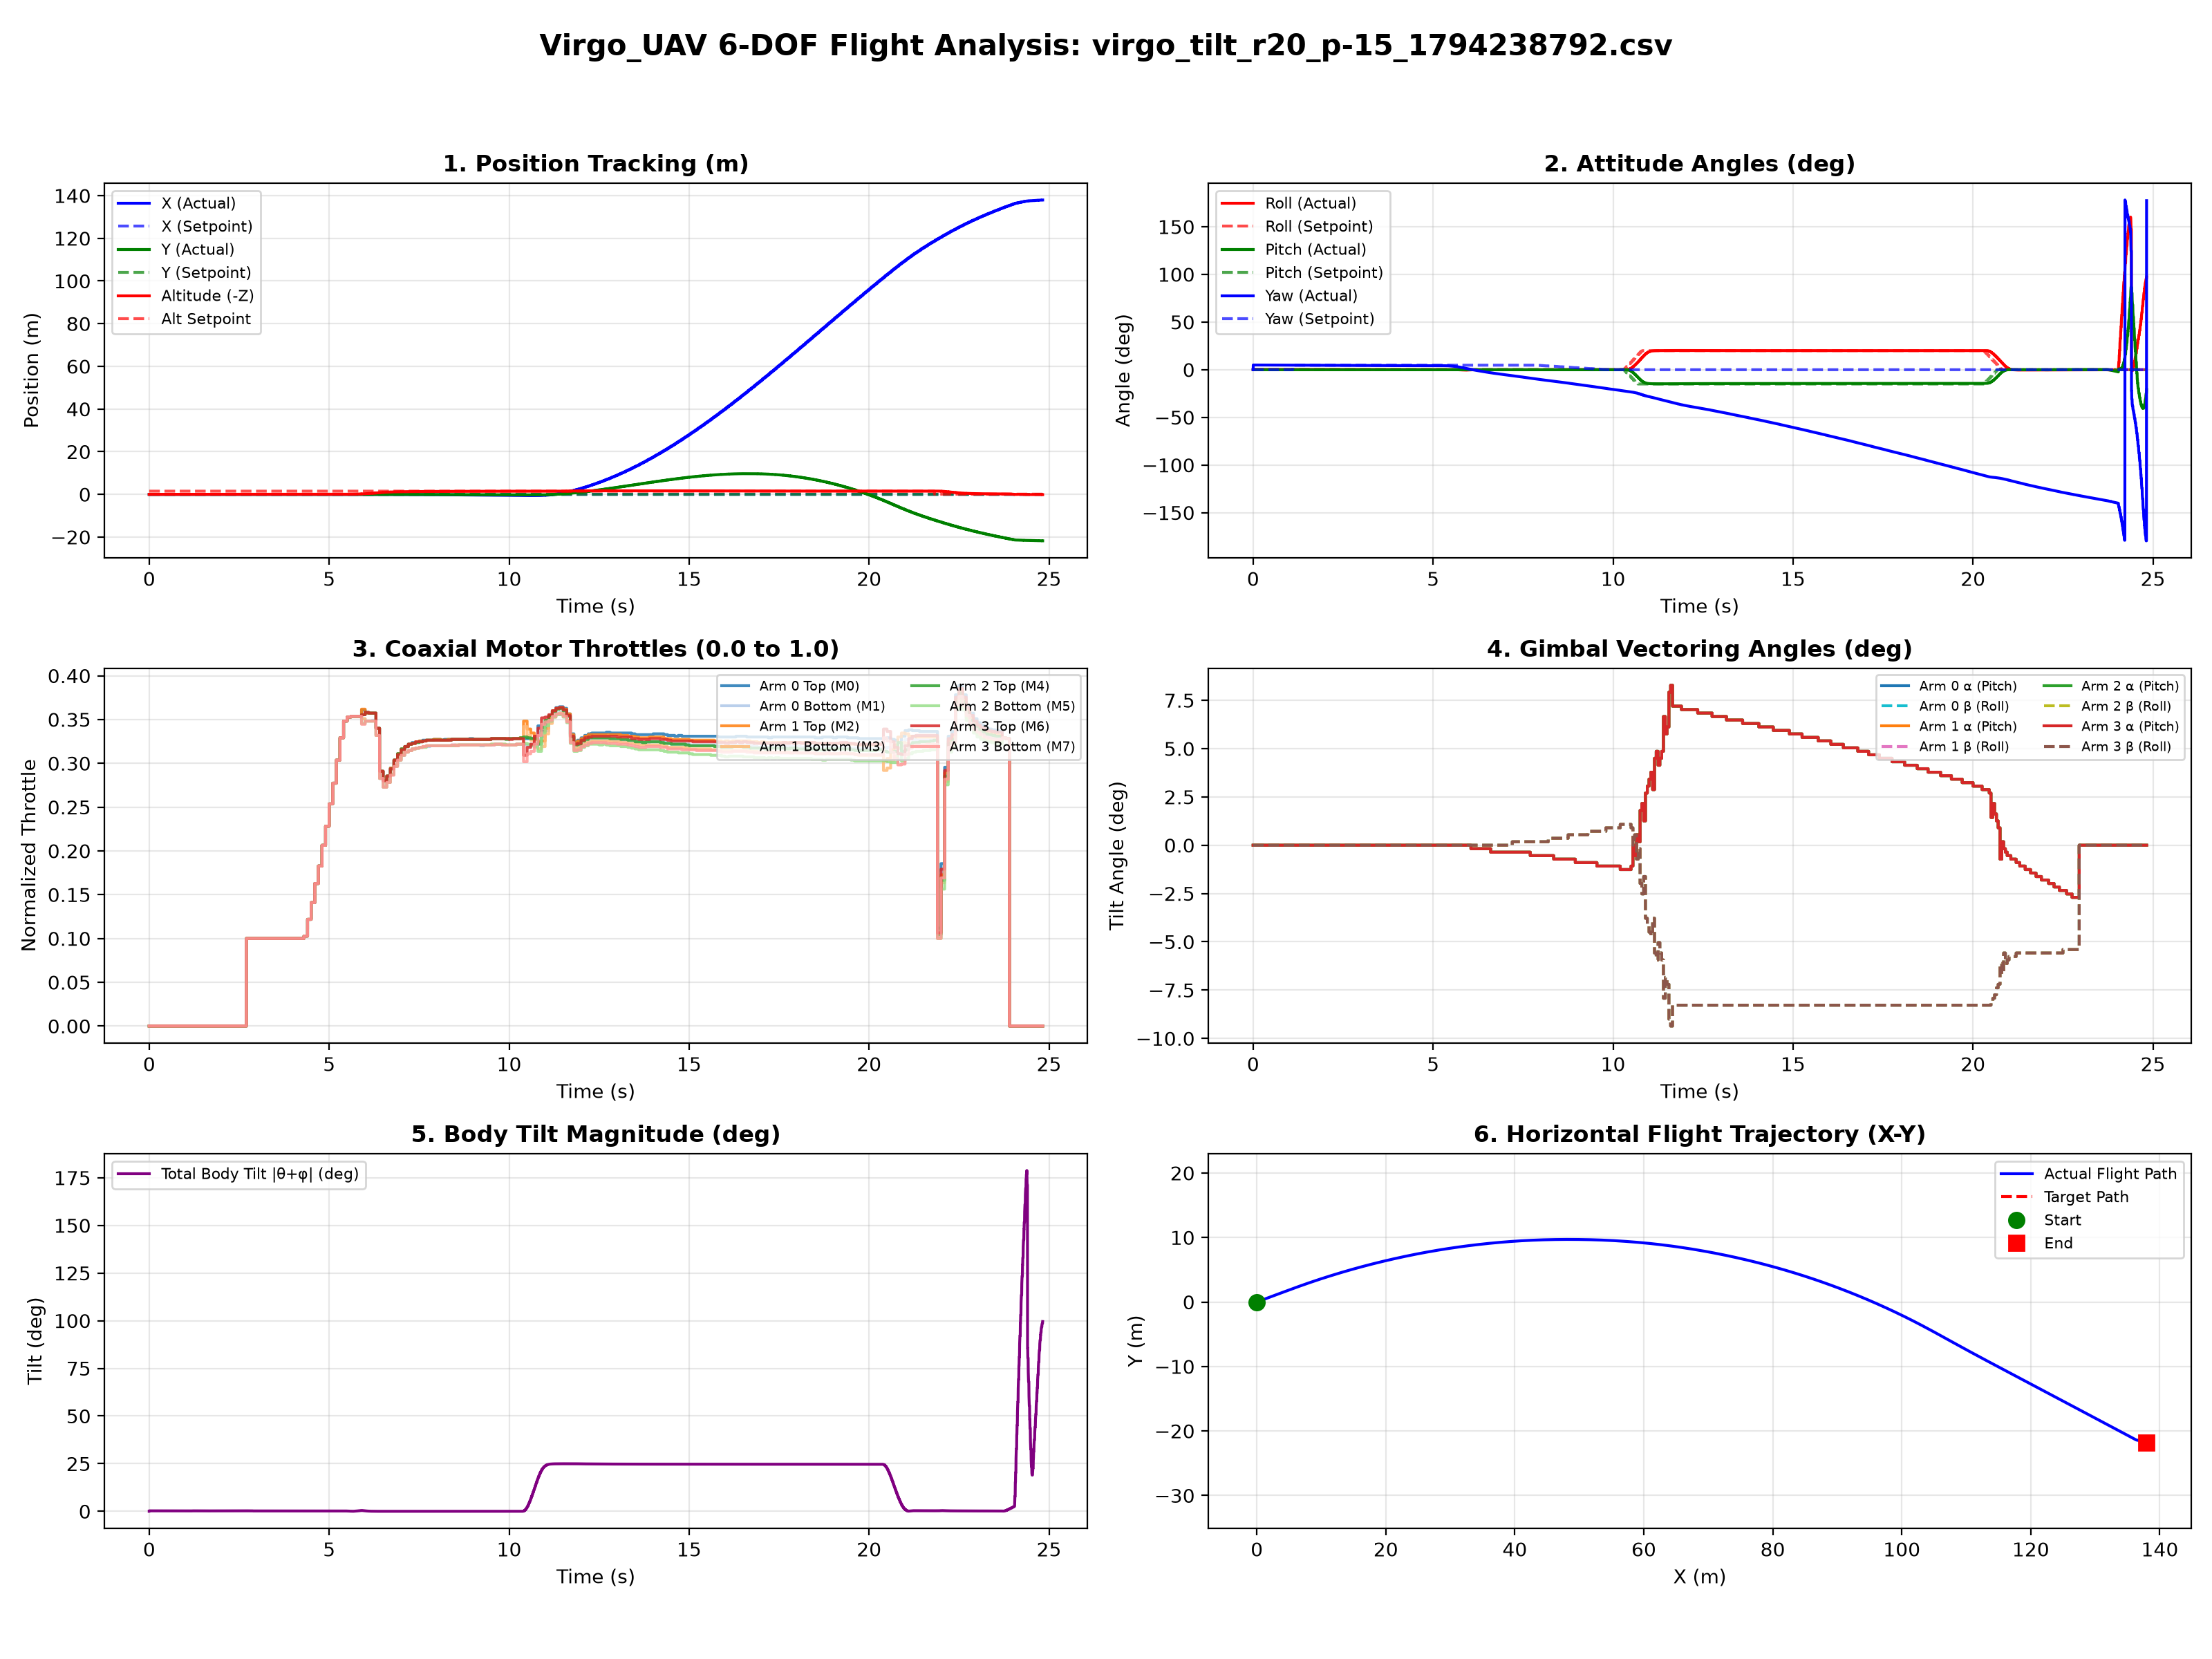 Virgo_UAV 6-DOF Flight Analysis: virgo_tilt_r20_p-15_1794238792.csv
1. Position Tracking (m)
Position (m)
140
120
100
80
60
40
20
0
−20
X (Actual)
X (Setpoint)
Y (Actual)
Y (Setpoint)
Altitude (-Z)
Alt Setpoint
0 5 10 15 20 25
Time (s)
2. Attitude Angles (deg)
Angle (deg)
150
100
50
0
−50
−100
−150
Roll (Actual)
Roll (Setpoint)
Pitch (Actual)
Pitch (Setpoint)
Yaw (Actual)
Yaw (Setpoint)
0 5 10 15 20 25
Time (s)
3. Coaxial Motor Throttles (0.0 to 1.0)
Normalized Throttle
0.40
0.35
0.30
0.25
0.20
0.15
0.10
0.05
0.00
Arm 0 Top (M0)
Arm 0 Bottom (M1)
Arm 1 Top (M2)
Arm 1 Bottom (M3)
Arm 2 Top (M4)
Arm 2 Bottom (M5)
Arm 3 Top (M6)
Arm 3 Bottom (M7)
0 5 10 15 20 25
Time (s)
4. Gimbal Vectoring Angles (deg)
Tilt Angle (deg)
7.5
5.0
2.5
0.0
−2.5
−5.0
−7.5
−10.0
Arm 0 α (Pitch)
Arm 0 β (Roll)
Arm 1 α (Pitch)
Arm 1 β (Roll)
Arm 2 α (Pitch)
Arm 2 β (Roll)
Arm 3 α (Pitch)
Arm 3 β (Roll)
0 5 10 15 20 25
Time (s)
5. Body Tilt Magnitude (deg)
Tilt (deg)
175
150
125
100
75
50
25
0
Total Body Tilt |θ+φ| (deg)
0 5 10 15 20 25
Time (s)
6. Horizontal Flight Trajectory (X-Y)
Y (m)
20
10
0
−10
−20
−30
Actual Flight Path
Target Path
Start
End
0 20 40 60 80 100 120 140
X (m)